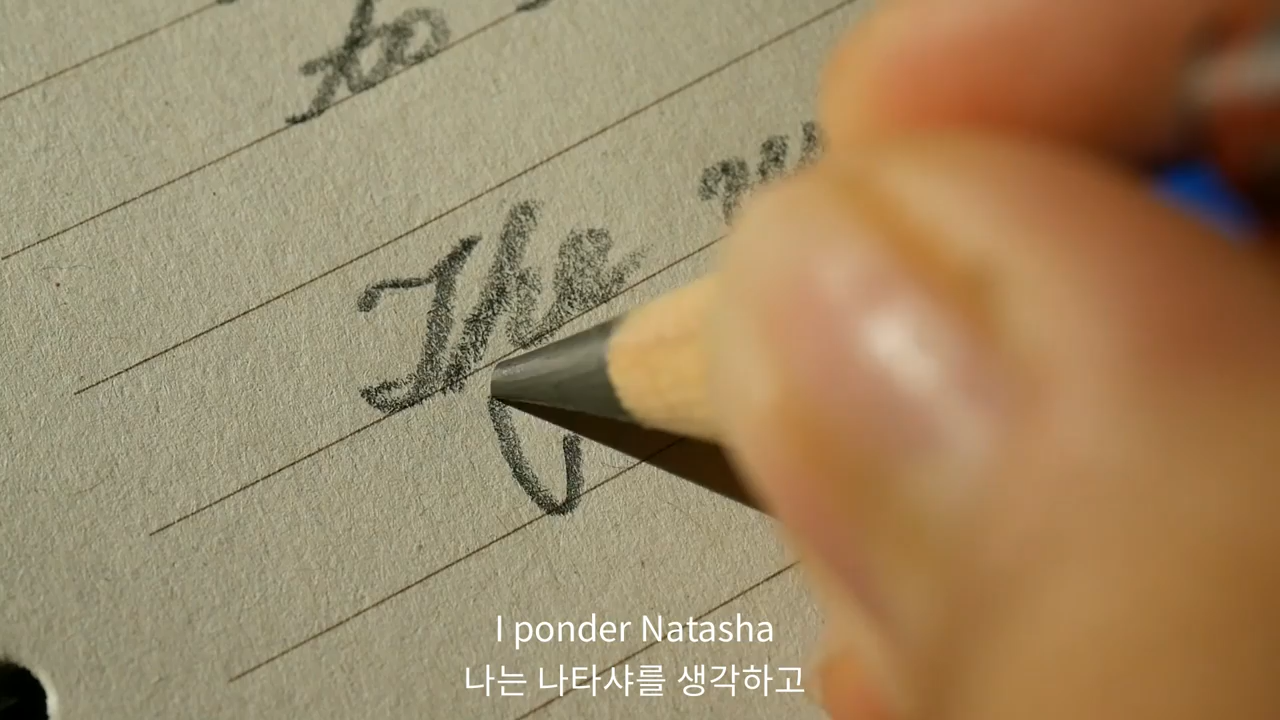 to
The
I ponder Natasha
나는 나타샤를 생각하고